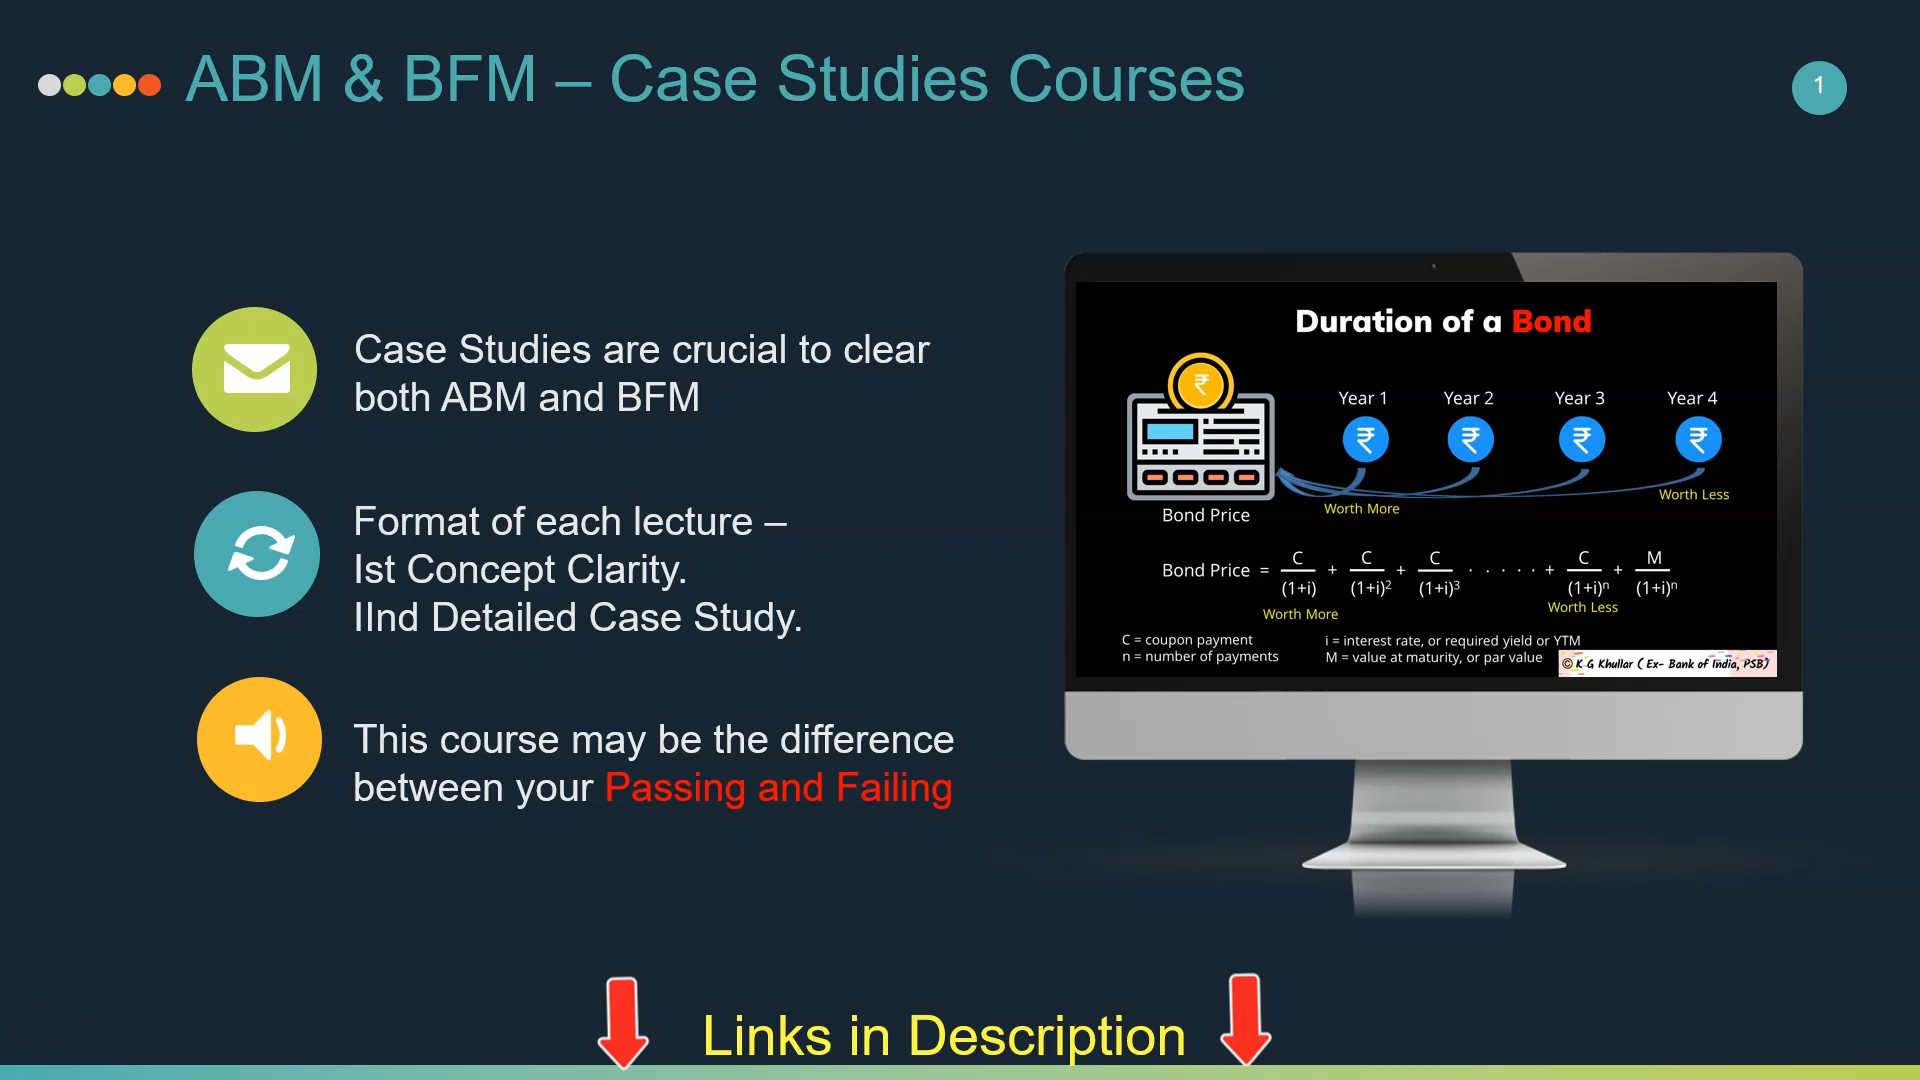 ABM & BFM – Case Studies Courses
1
Case Studies are crucial to clear
both ABM and BFM
Format of each lecture –
Ist Concept Clarity.
IInd Detailed Case Study.
This course may be the difference
between your Passing and Failing
Duration of a Bond
Year 1 Year 2 Year 3 Year 4
₹ ₹ ₹ ₹ ₹
Worth More Worth Less
Bond Price
Bond Price = C/(1+i) + C/(1+i)² + C/(1+i)³ · · · · · + C/(1+i)ⁿ + M/(1+i)ⁿ
Worth More Worth Less
C = coupon payment i = interest rate, or required yield or YTM
n = number of payments M = value at maturity, or par value
© K G Khullar ( Ex- Bank of India, PSB)
Links in Description